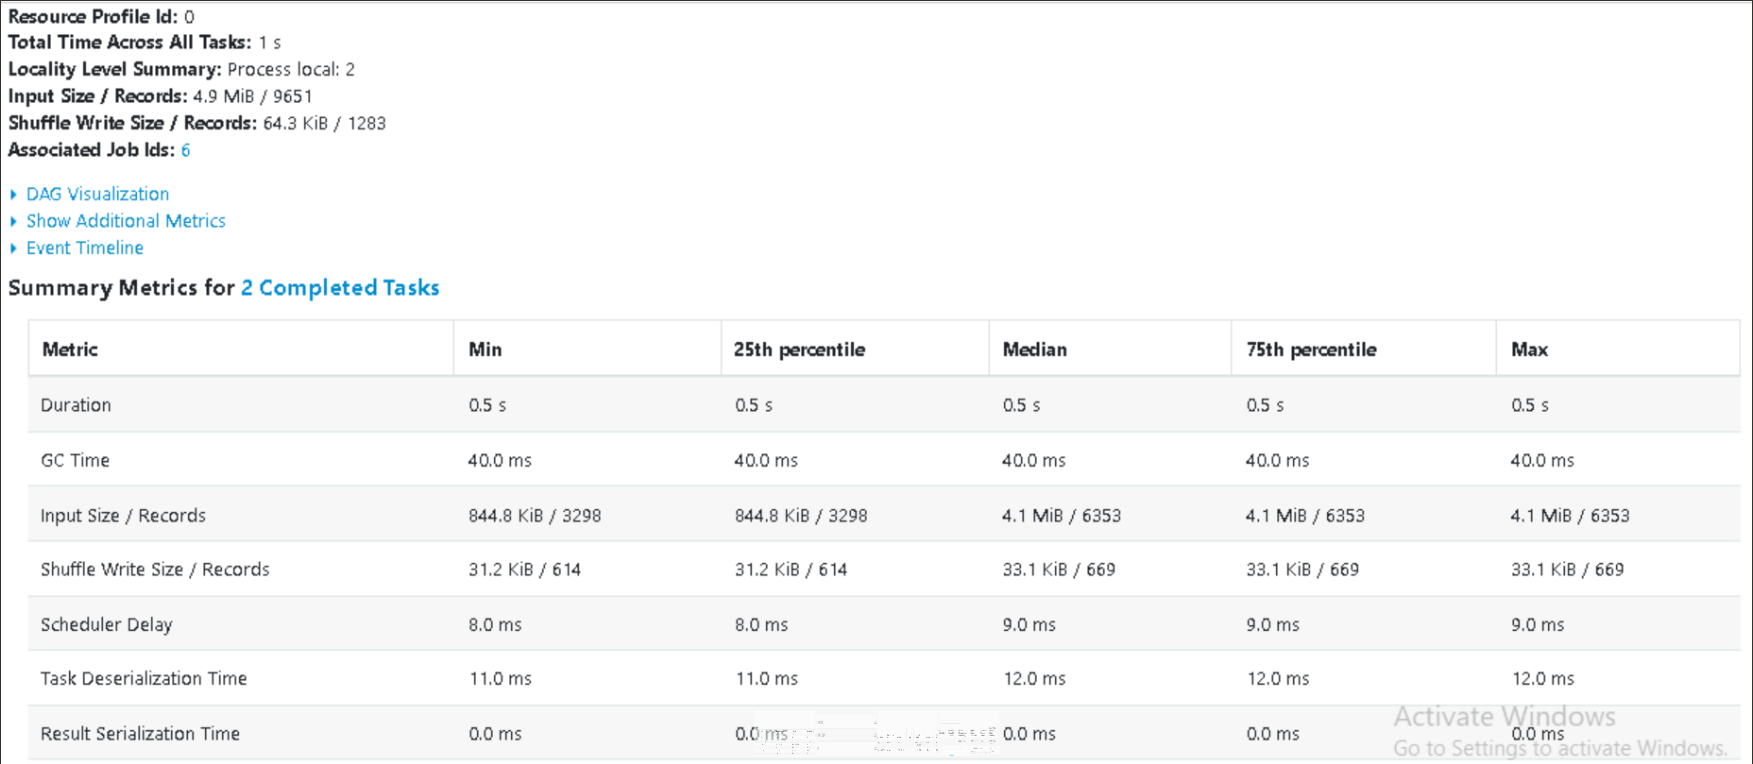 Resource Profile Id: 0
Total Time Across All Tasks: 1 s
Locality Level Summary: Process local: 2
Input Size / Records: 4.9 MiB / 9651
Shuffle Write Size / Records: 64.3 KiB / 1283
Associated Job Ids: 6
DAG Visualization
Show Additional Metrics
Event Timeline
Summary Metrics for 2 Completed Tasks
Metric Min 25th percentile Median 75th percentile Max
Duration 0.5 s 0.5 s 0.5 s 0.5 s 0.5 s
GC Time 40.0 ms 40.0 ms 40.0 ms 40.0 ms 40.0 ms
Input Size / Records 844.8 KiB / 3298 844.8 KiB / 3298 4.1 MiB / 6353 4.1 MiB / 6353 4.1 MiB / 6353
Shuffle Write Size / Records 31.2 KiB / 614 31.2 KiB / 614 33.1 KiB / 669 33.1 KiB / 669 33.1 KiB / 669
Scheduler Delay 8.0 ms 8.0 ms 9.0 ms 9.0 ms 9.0 ms
Task Deserialization Time 11.0 ms 11.0 ms 12.0 ms 12.0 ms 12.0 ms
Result Serialization Time 0.0 ms 0.0 ms 0.0 ms 0.0 ms 0.0 ms
Activate Windows
Go to Settings to activate Windows.